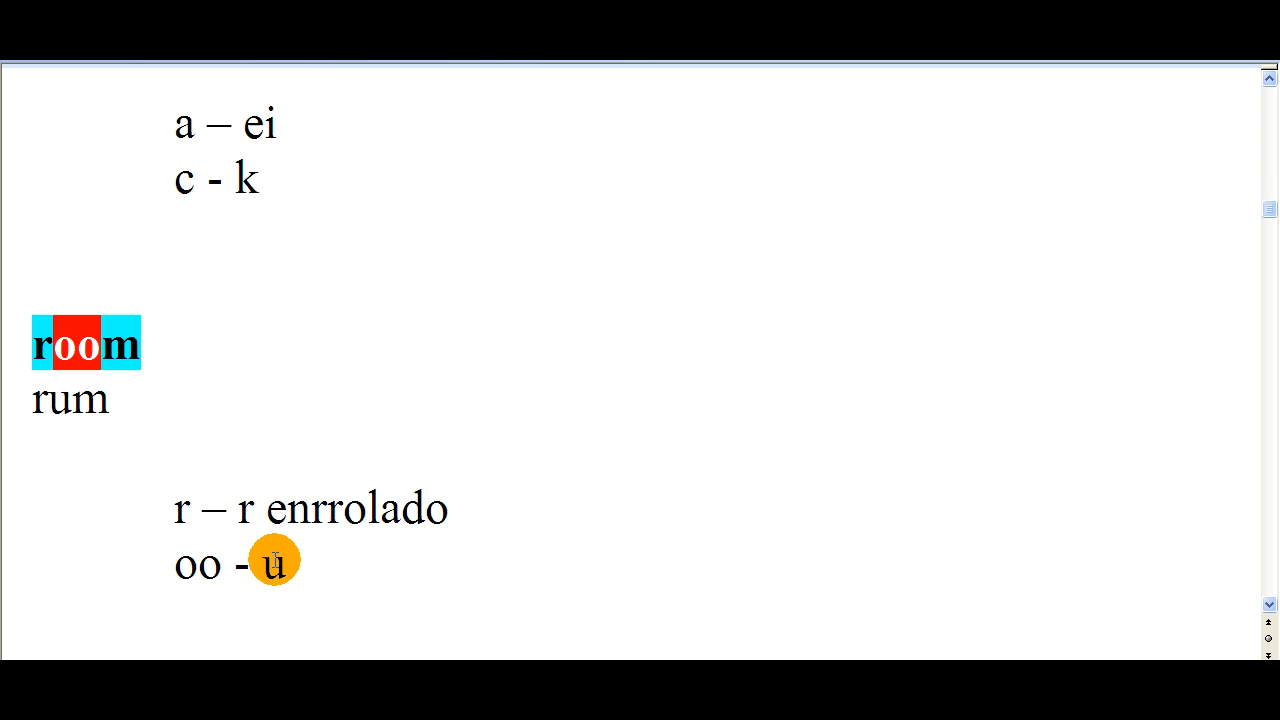 a – ei
c - k
room
rum
r – r enrrolado
oo - u